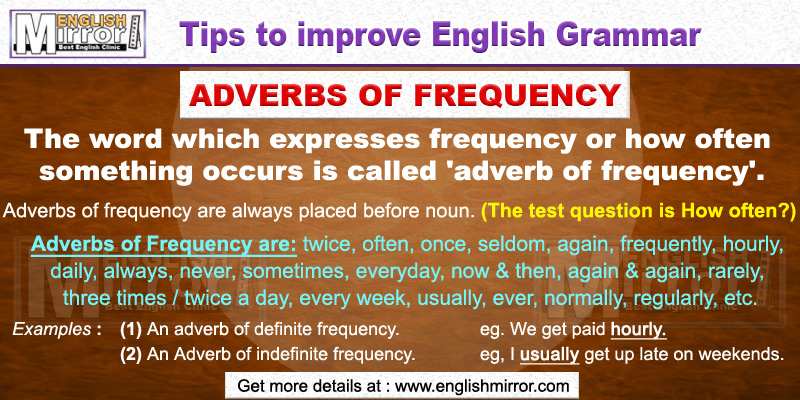 ENGLISH
Mirror
Best English Clinic
Tips to improve English Grammar
ADVERBS OF FREQUENCY
The word which expresses frequency or how often
something occurs is called 'adverb of frequency'.
Adverbs of frequency are always placed before noun. (The test question is How often?)
Adverbs of Frequency are: twice, often, once, seldom, again, frequently, hourly,
daily, always, never, sometimes, everyday, now & then, again & again, rarely,
three times / twice a day, every week, usually, ever, normally, regularly, etc.
Examples : (1) An adverb of definite frequency. eg. We get paid hourly.
(2) An Adverb of indefinite frequency. eg, I usually get up late on weekends.
Get more details at : www.englishmirror.com